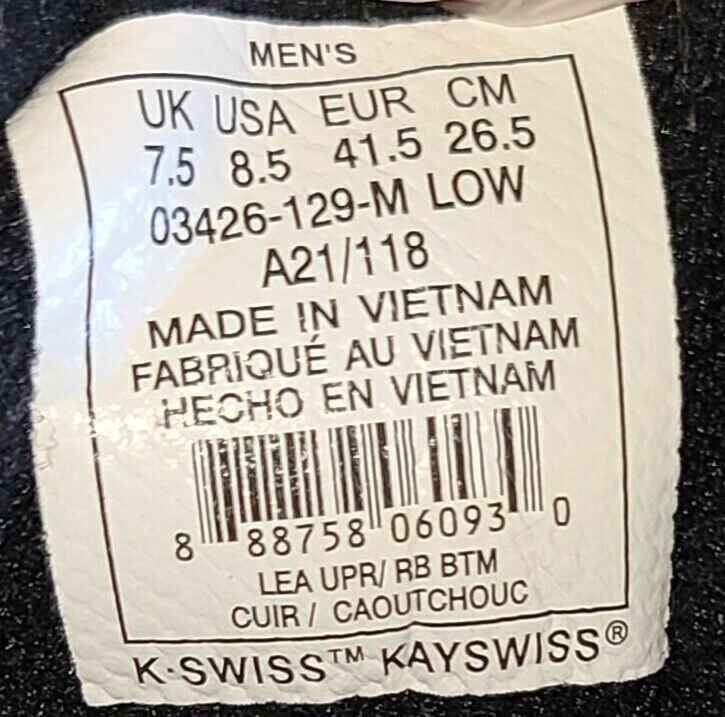 MEN'S
UK USA EUR CM
7.5 8.5 41.5 26.5
03426-129-M LOW
A21/118
MADE IN VIETNAM
FABRIQUÉ AU VIETNAM
HECHO EN VIETNAM
8 88758 06093 0
LEA UPR/ RB BTM
CUIR / CAOUTCHOUC
K·SWISS™ KAYSWISS®